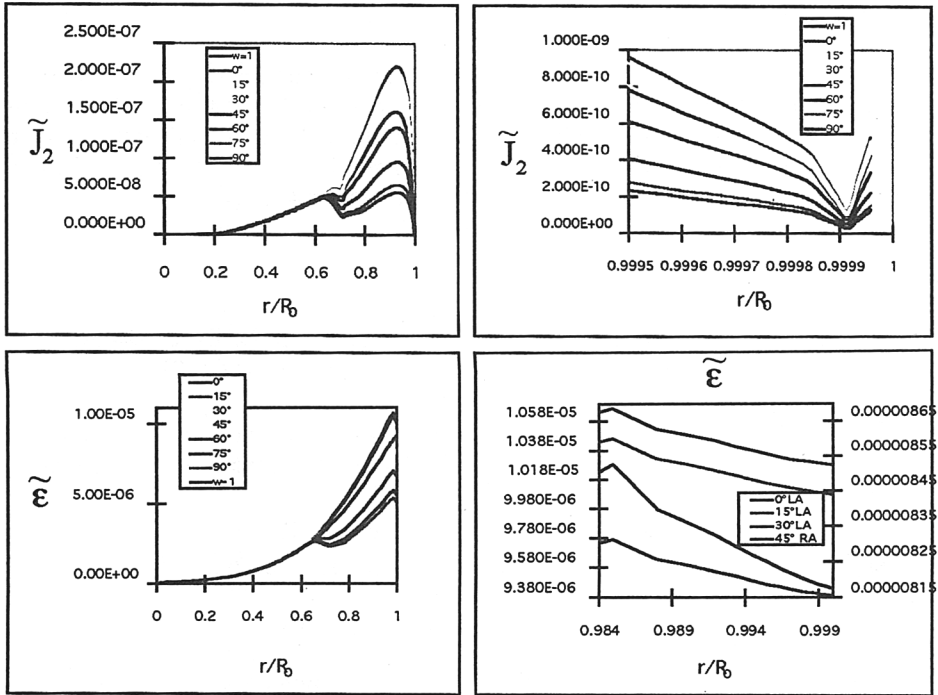 2.500E-07
2.000E-07
1.500E-07
1.000E-07
5.000E-08
0.000E+00
J̃₂
w=1
0°
15°
30°
45°
60°
75°
90°
0 0.2 0.4 0.6 0.8 1
r/R₀
1.000E-09
8.000E-10
6.000E-10
4.000E-10
2.000E-10
0.000E+00
J̃₂
w=1
0°
15°
30°
45°
60°
75°
90°
0.9995 0.9996 0.9997 0.9998 0.9999 1
r/R₀
1.00E-05
5.00E-06
0.00E+00
ε̃
0°
15°
30°
45°
60°
75°
90°
w=1
0 0.2 0.4 0.6 0.8 1
r/R₀
ε̃
1.058E-05
1.038E-05
1.018E-05
9.980E-06
9.780E-06
9.580E-06
9.380E-06
0°LA
15°LA
30°LA
45° RA
0.00000865
0.00000855
0.00000845
0.00000835
0.00000825
0.00000815
0.984 0.989 0.994 0.999
r/R₀